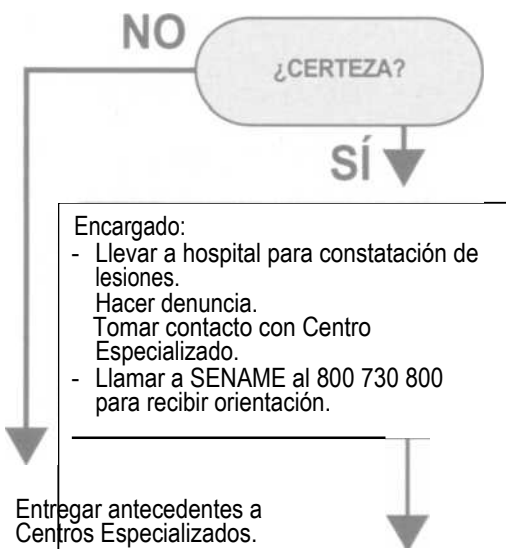 NO
¿CERTEZA?
SÍ
Encargado:
- Llevar a hospital para constatación de
lesiones.
Hacer denuncia.
Tomar contacto con Centro
Especializado.
- Llamar a SENAME al 800 730 800
para recibir orientación.
Entregar antecedentes a
Centros Especializados.